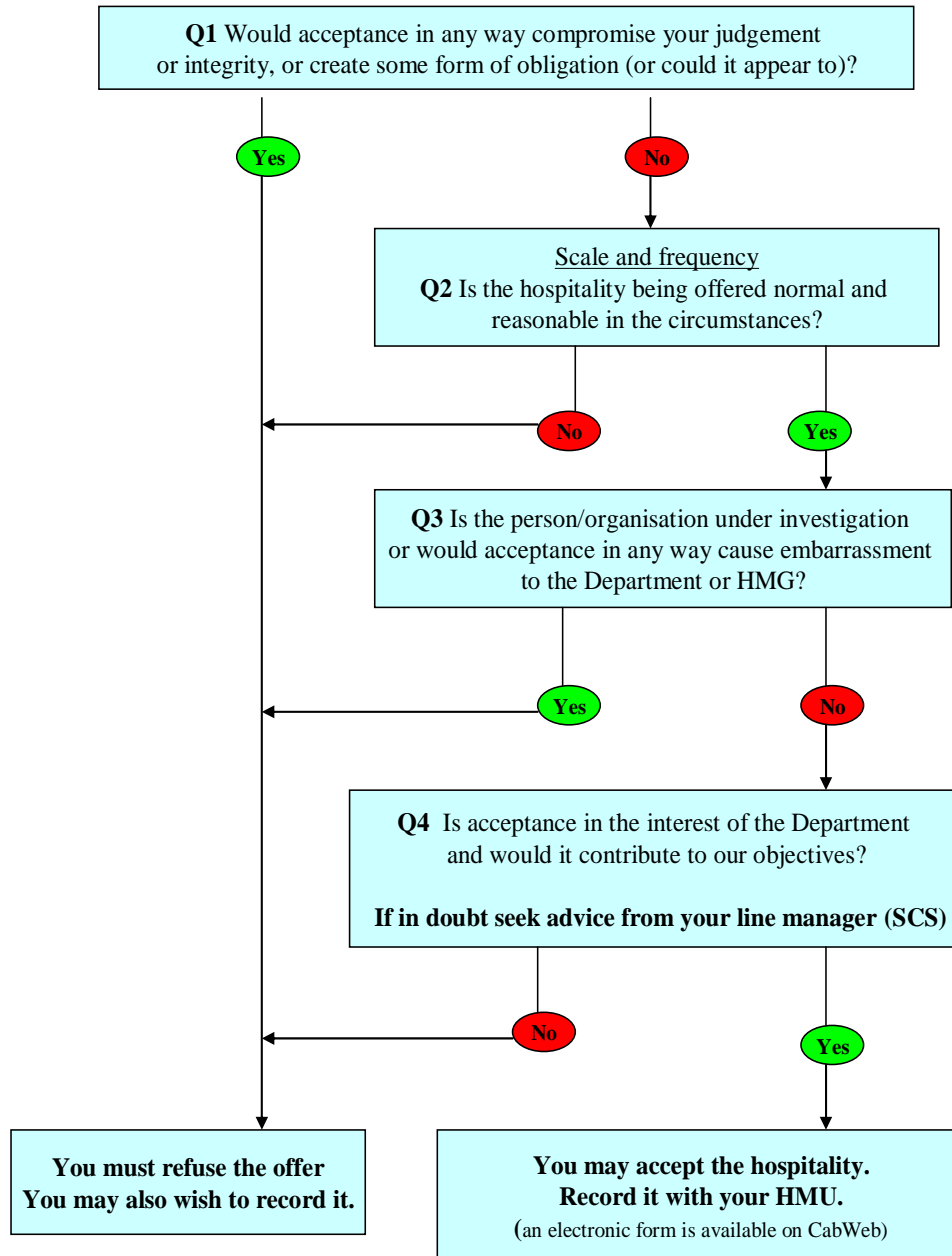 Q1 Would acceptance in any way compromise your judgement
or integrity, or create some form of obligation (or could it appear to)?
Yes
No
Scale and frequency
Q2 Is the hospitality being offered normal and
reasonable in the circumstances?
No
Yes
Q3 Is the person/organisation under investigation
or would acceptance in any way cause embarrassment
to the Department or HMG?
Yes
No
Q4 Is acceptance in the interest of the Department
and would it contribute to our objectives?
If in doubt seek advice from your line manager (SCS)
No
Yes
You must refuse the offer
You may also wish to record it.
You may accept the hospitality.
Record it with your HMU.
(an electronic form is available on CabWeb)